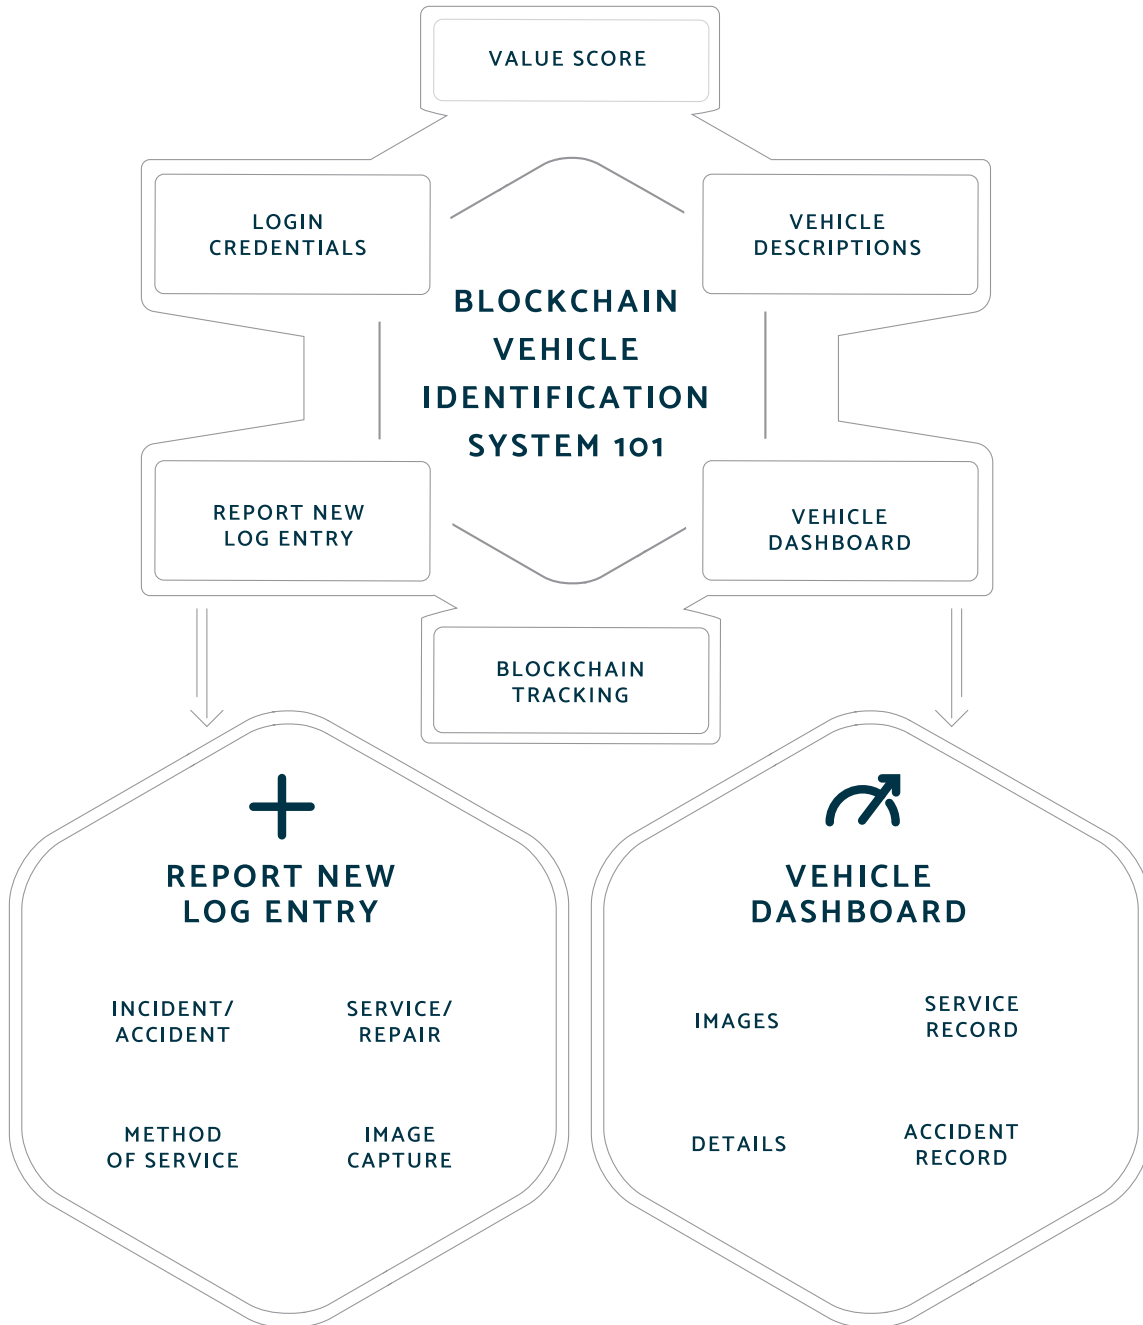 VALUE SCORE
LOGIN
CREDENTIALS
VEHICLE
DESCRIPTIONS
BLOCKCHAIN
VEHICLE
IDENTIFICATION
SYSTEM 101
REPORT NEW
LOG ENTRY
VEHICLE
DASHBOARD
BLOCKCHAIN
TRACKING
REPORT NEW
LOG ENTRY
INCIDENT/
ACCIDENT
SERVICE/
REPAIR
METHOD
OF SERVICE
IMAGE
CAPTURE
VEHICLE
DASHBOARD
IMAGES
SERVICE
RECORD
DETAILS
ACCIDENT
RECORD